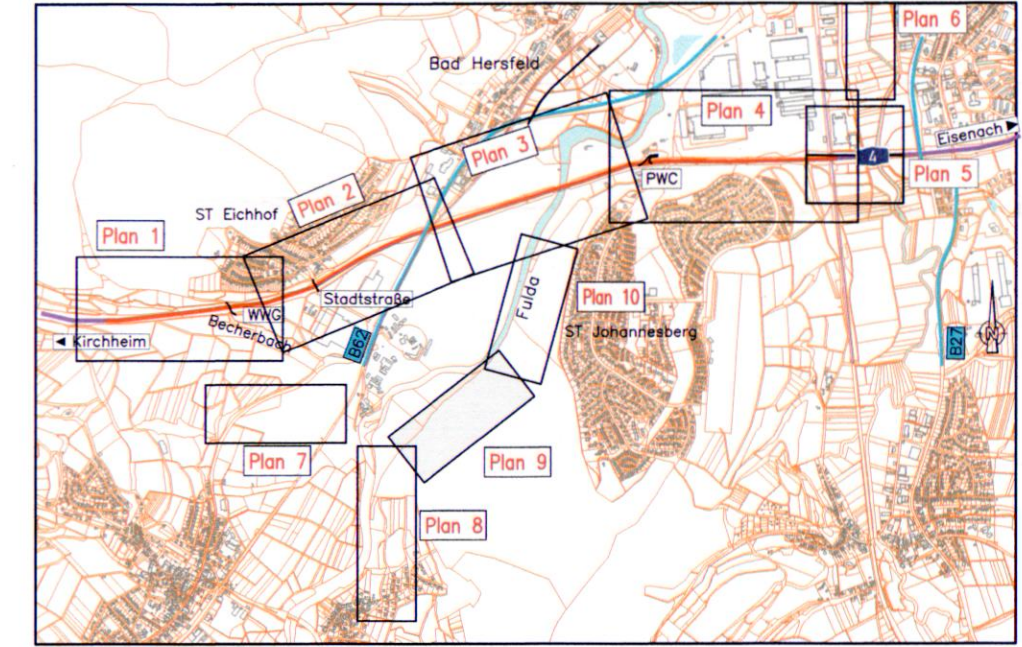 Plan 6
Bad Hersfeld
Plan 4
Eisenach ►
Plan 3
4
Plan 5
PWC
Plan 2
ST Eichhof
Plan 1
Fulda
Plan 10
Stadtstraße
WWG
Becherbach
ST Johannesberg
◄ Kirchheim
B62
B27
N
Plan 7
Plan 9
Plan 8